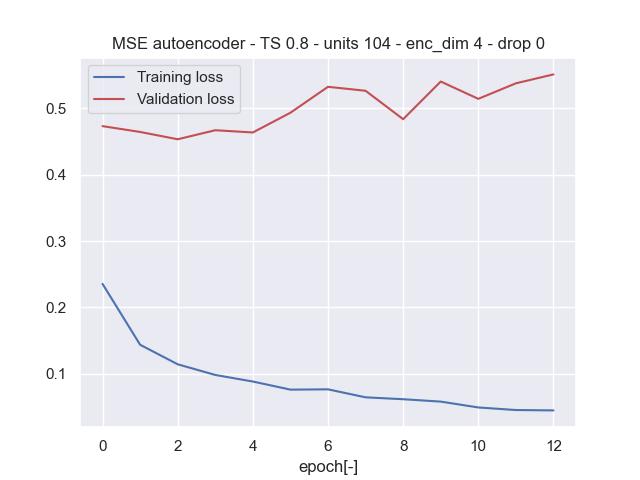 MSE autoencoder - TS 0.8 - units 104 - enc_dim 4 - drop 0
Training loss
Validation loss
0.5
0.4
0.3
0.2
0.1
0 2 4 6 8 10 12
epoch[-]